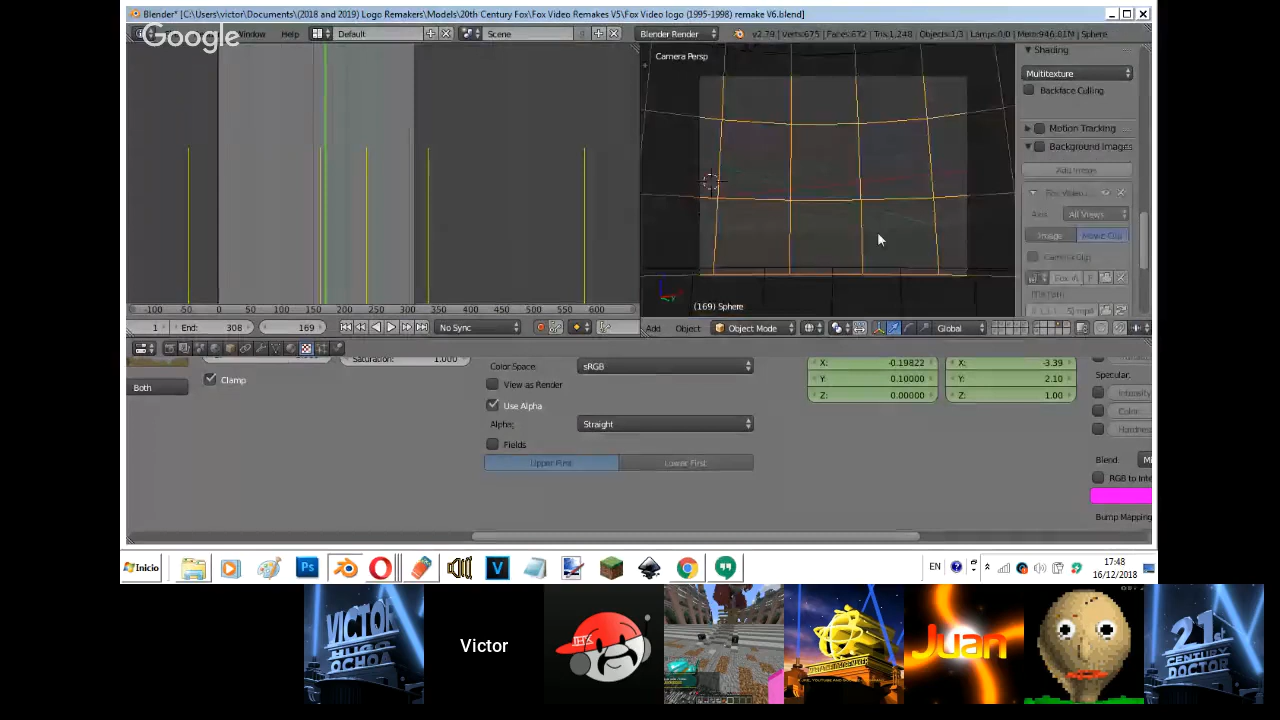 Blender* [C:\Users\victor\Documents\(2018 and 2019) Logo Remakers\Models\20th Century Fox\Fox Video Remakes V5\Fox Video logo (1995-1998) remake V6.blend]
Google
Window Help Default Scene Blender Render v2.79 | Verts:675 | Faces:672 | Tris:1,248 | Objects:1/3 | Lamps:0/0 | Mem:946.01M | Sphere
Camera Persp
Shading
Multitexture
Backface Culling
Motion Tracking
Background Images
Add Image
Axis: All Views
Image Movie Clip
Camera Clip
(169) Sphere
-100 -50 0 50 100 150 200 250 300 350 400 450 500 550 600
1 End: 308 169 No Sync Add Object Object Mode Global
Both Clamp
Saturation: 1.000
Color Space: sRGB
View as Render
Use Alpha
Alpha: Straight
Fields
Upper First Lower First
X: -0.19822 X: -3.39
Y: 0.10000 Y: 2.10
Z: 0.00000 Z: 1.00
Specular:
Intensity
Color:
Hardness
Blend:
RGB to Inte
Bump Mapping
Inicio Ps V EN 17:48
16/12/2018
VICTOR
HUGO
OCHOA
Victor
Juan
21st
CENTURY
DOCTOR